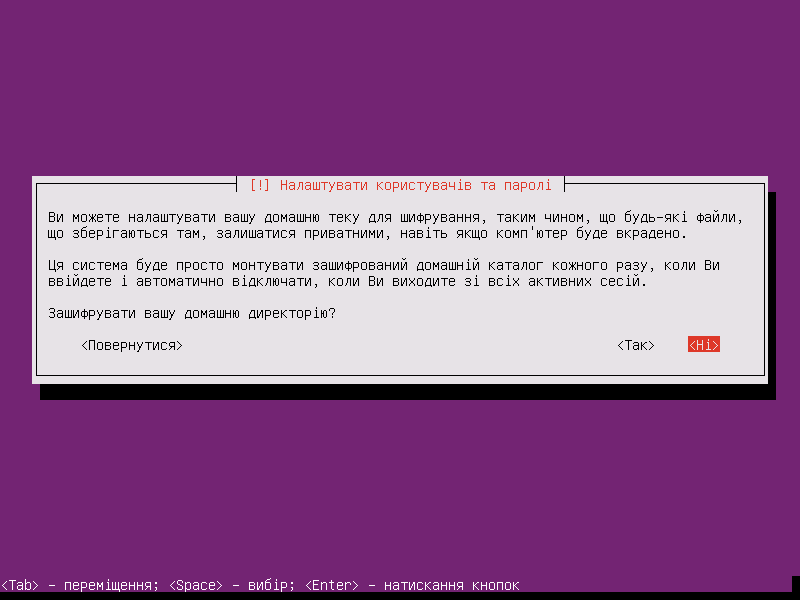 [!] Налаштувати користувачів та паролі
Ви можете налаштувати вашу домашню теку для шифрування, таким чином, що будь-які файли,
що зберігаються там, залишатися приватними, навіть якщо комп'ютер буде вкрадено.
Ця система буде просто монтувати зашифрований домашній каталог кожного разу, коли Ви
ввійдете і автоматично відключати, коли Ви виходите зі всіх активних сесій.
Зашифрувати вашу домашню директорію?
<Повернутися> <Так> <Ні>
<Tab> - переміщення; <Space> - вибір; <Enter> - натискання кнопок